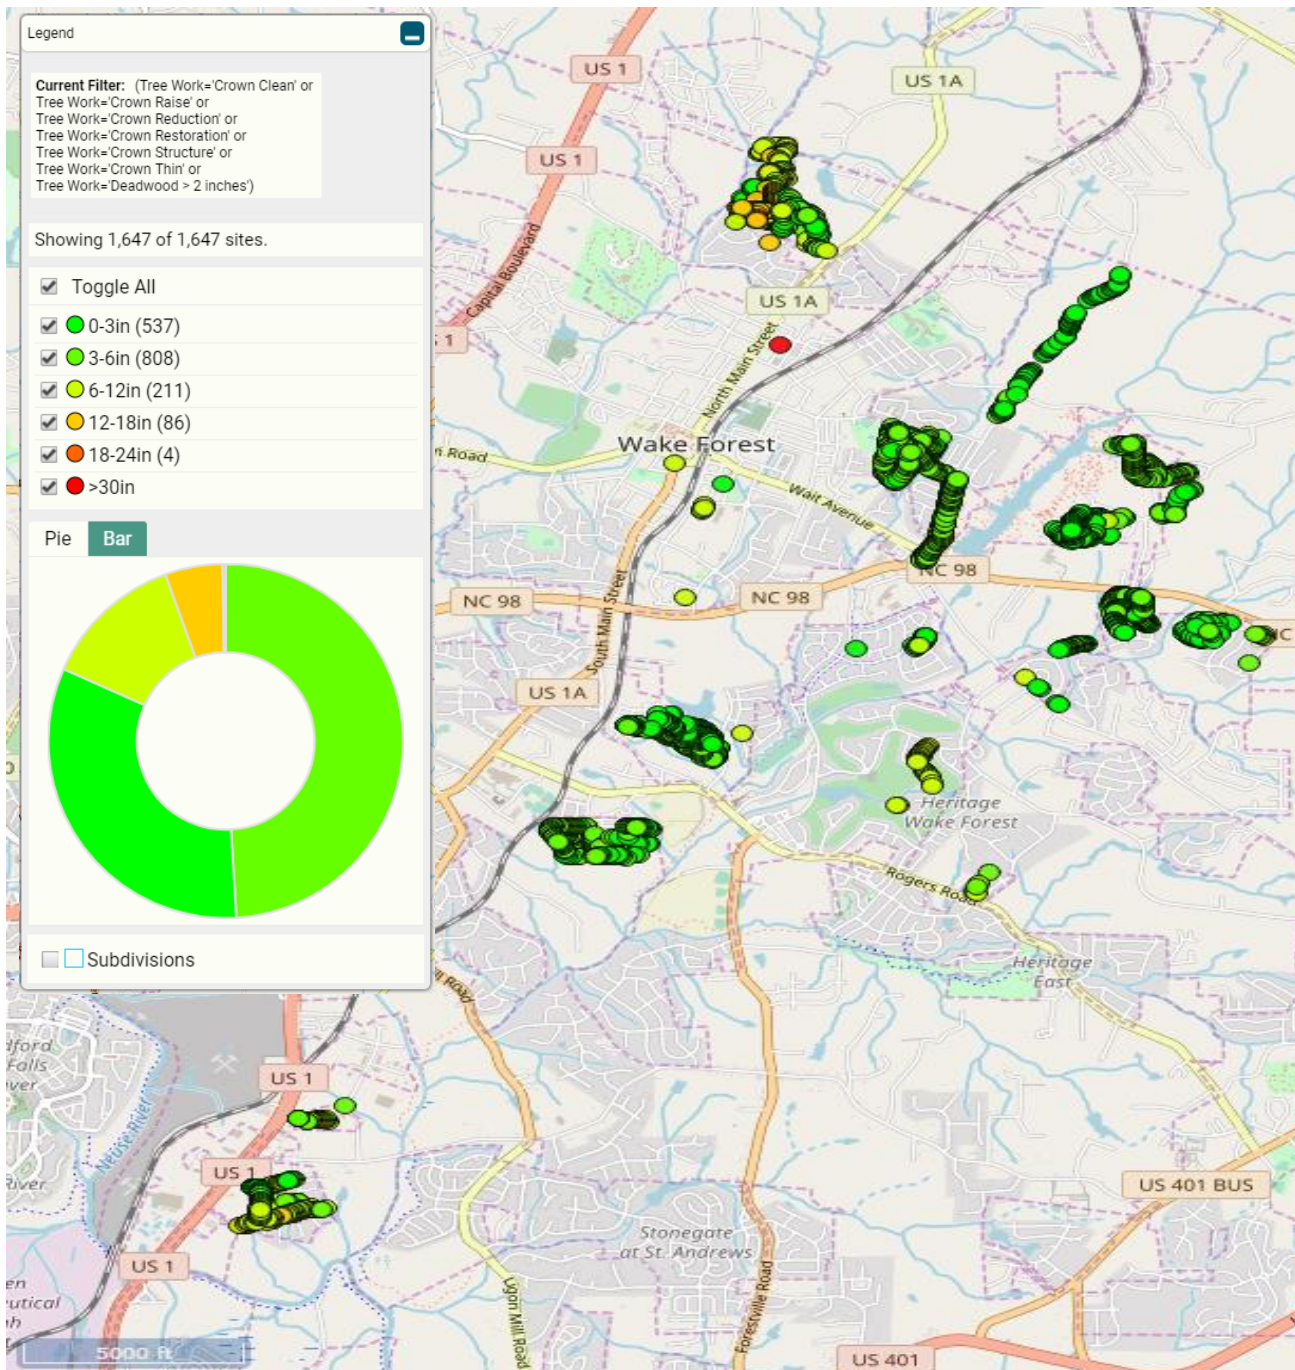 Legend
Current Filter: (Tree Work='Crown Clean' or
Tree Work='Crown Raise' or
Tree Work='Crown Reduction' or
Tree Work='Crown Restoration' or
Tree Work='Crown Structure' or
Tree Work='Crown Thin' or
Tree Work='Deadwood > 2 inches')
Showing 1,647 of 1,647 sites.
Toggle All
0-3in (537)
3-6in (808)
6-12in (211)
12-18in (86)
18-24in (4)
>30in
Pie
Bar
Subdivisions
US 1
US 1A
US 1
Capital Boulevard
US 1A
1
North Main Street
Wake Forest
Road
Wait Avenue
NC 98
NC 98
NC 98
NC
South Main Street
US 1A
Heritage
Wake Forest
Rogers Road
Heritage
East
Road
Neuse River
Falls
River
US 1
US 1
US 1
US 401 BUS
Stonegate
at St. Andrews
Forestville Road
Ligon Mill Road
5000 ft
US 401